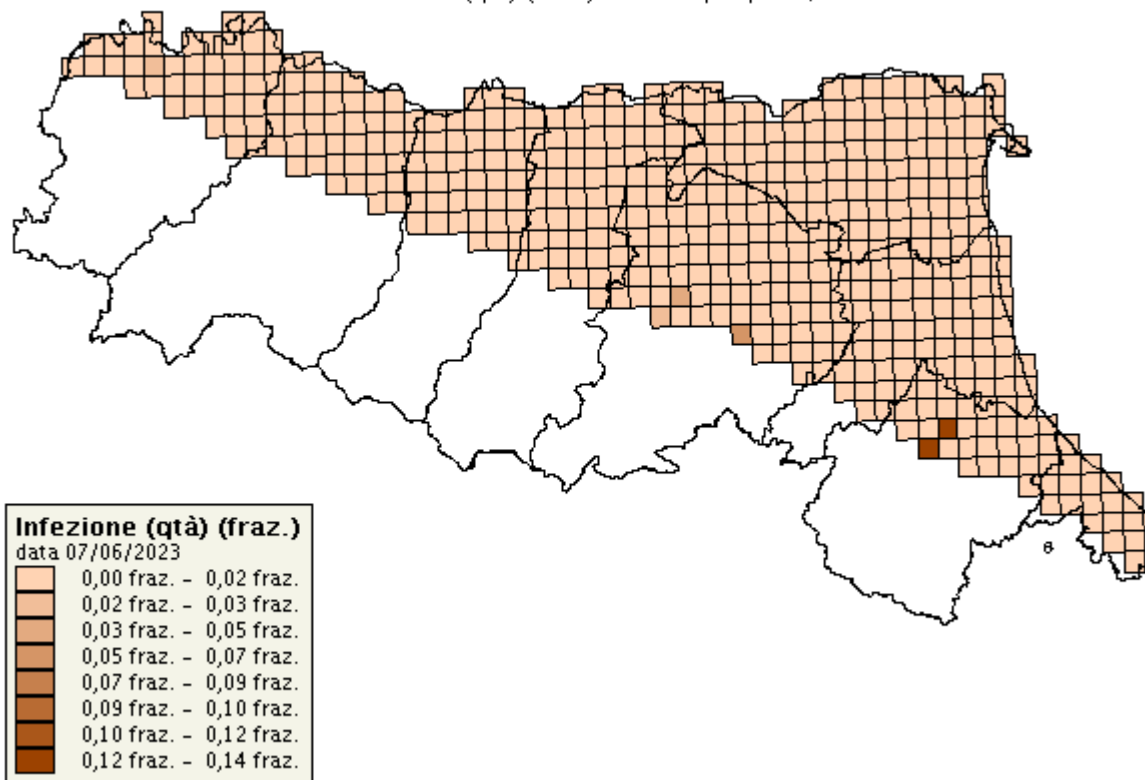 Infezione (qtà) (fraz.)
data 07/06/2023
0,00 fraz. - 0,02 fraz.
0,02 fraz. - 0,03 fraz.
0,03 fraz. - 0,05 fraz.
0,05 fraz. - 0,07 fraz.
0,07 fraz. - 0,09 fraz.
0,09 fraz. - 0,10 fraz.
0,10 fraz. - 0,12 fraz.
0,12 fraz. - 0,14 fraz.